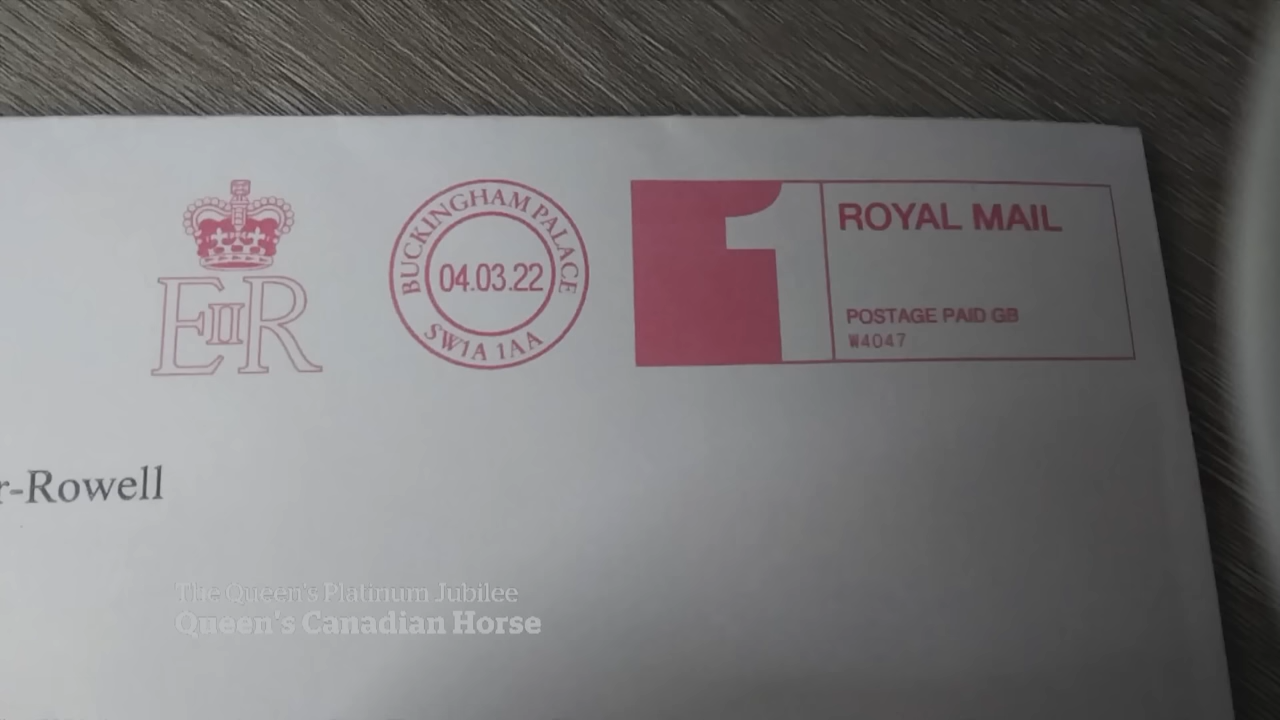 EIIR
BUCKINGHAM PALACE
04.03.22
SW1A 1AA
1
ROYAL MAIL
POSTAGE PAID GB
W4047
r-Rowell
The Queen's Platinum Jubilee
Queen's Canadian Horse